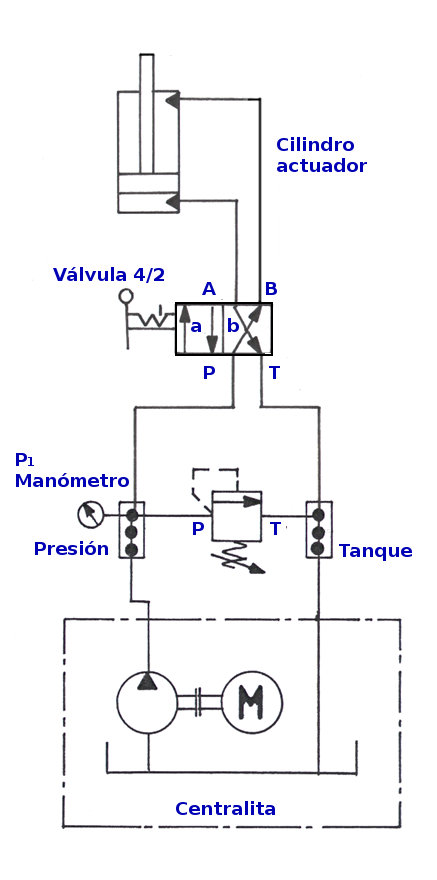 Cilindro
actuador
Válvula 4/2
A
B
a
b
P
T
P₁
Manómetro
P
T
Presión
Tanque
M
Centralita